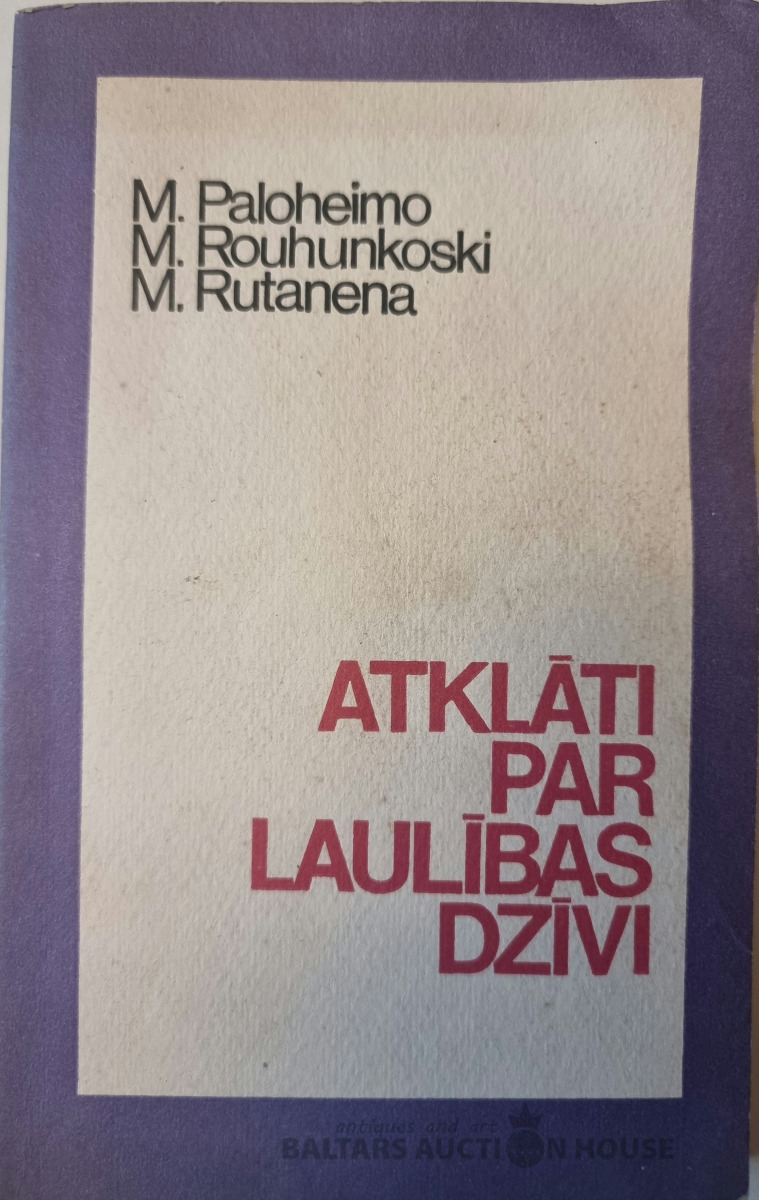 M. Paloheimo
M. Rouhunkoski
M. Rutanena
ATKLĀTI
PAR
LAULĪBAS
DZĪVI
antiques and art
BALTARS AUCTION HOUSE